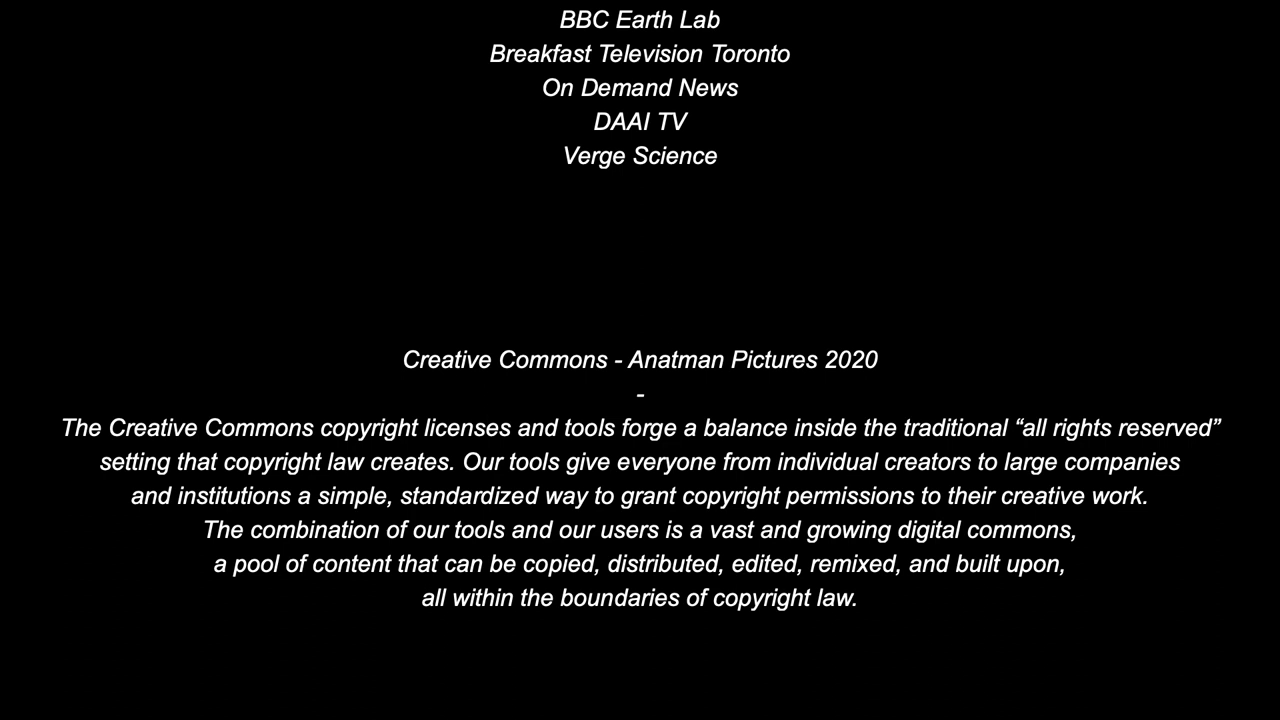 BBC Earth Lab
Breakfast Television Toronto
On Demand News
DAAI TV
Verge Science
Creative Commons - Anatman Pictures 2020
-
The Creative Commons copyright licenses and tools forge a balance inside the traditional “all rights reserved”
setting that copyright law creates. Our tools give everyone from individual creators to large companies
and institutions a simple, standardized way to grant copyright permissions to their creative work.
The combination of our tools and our users is a vast and growing digital commons,
a pool of content that can be copied, distributed, edited, remixed, and built upon,
all within the boundaries of copyright law.